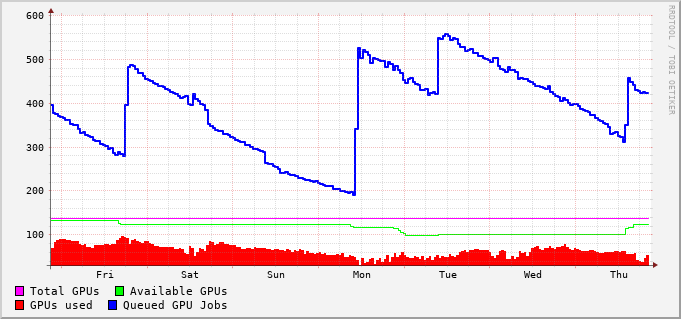 600
500
400
300
200
100
Fri Sat Sun Mon Tue Wed Thu
Total GPUs Available GPUs
GPUs used Queued GPU Jobs
RRDTOOL / TOBI OETIKER